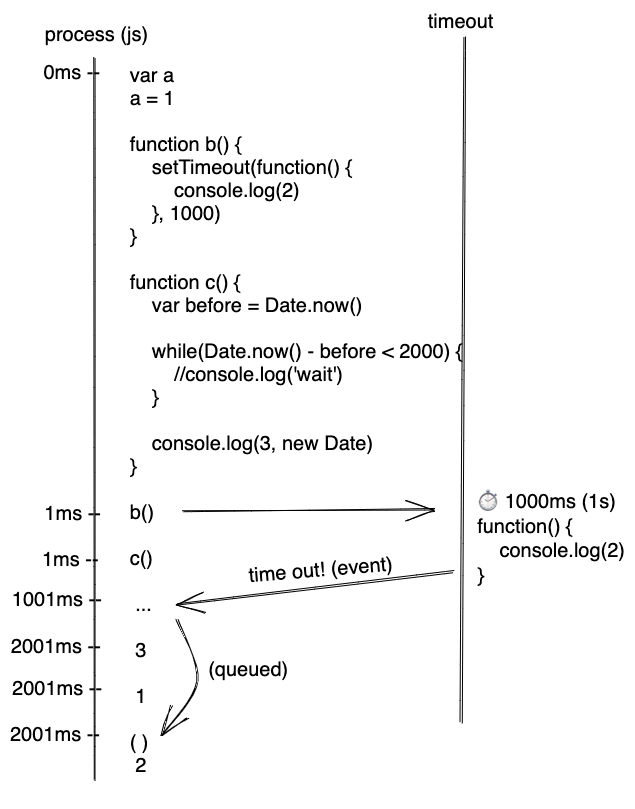 process (js)
timeout
0ms
var a
a = 1
function b() {
setTimeout(function() {
console.log(2)
}, 1000)
}
function c() {
var before = Date.now()
while(Date.now() - before < 2000) {
//console.log('wait')
}
console.log(3, new Date)
}
1ms
b()
1000ms (1s)
function() {
console.log(2)
}
1ms
c()
time out! (event)
1001ms
...
2001ms
3
(queued)
2001ms
1
2001ms
( )
2